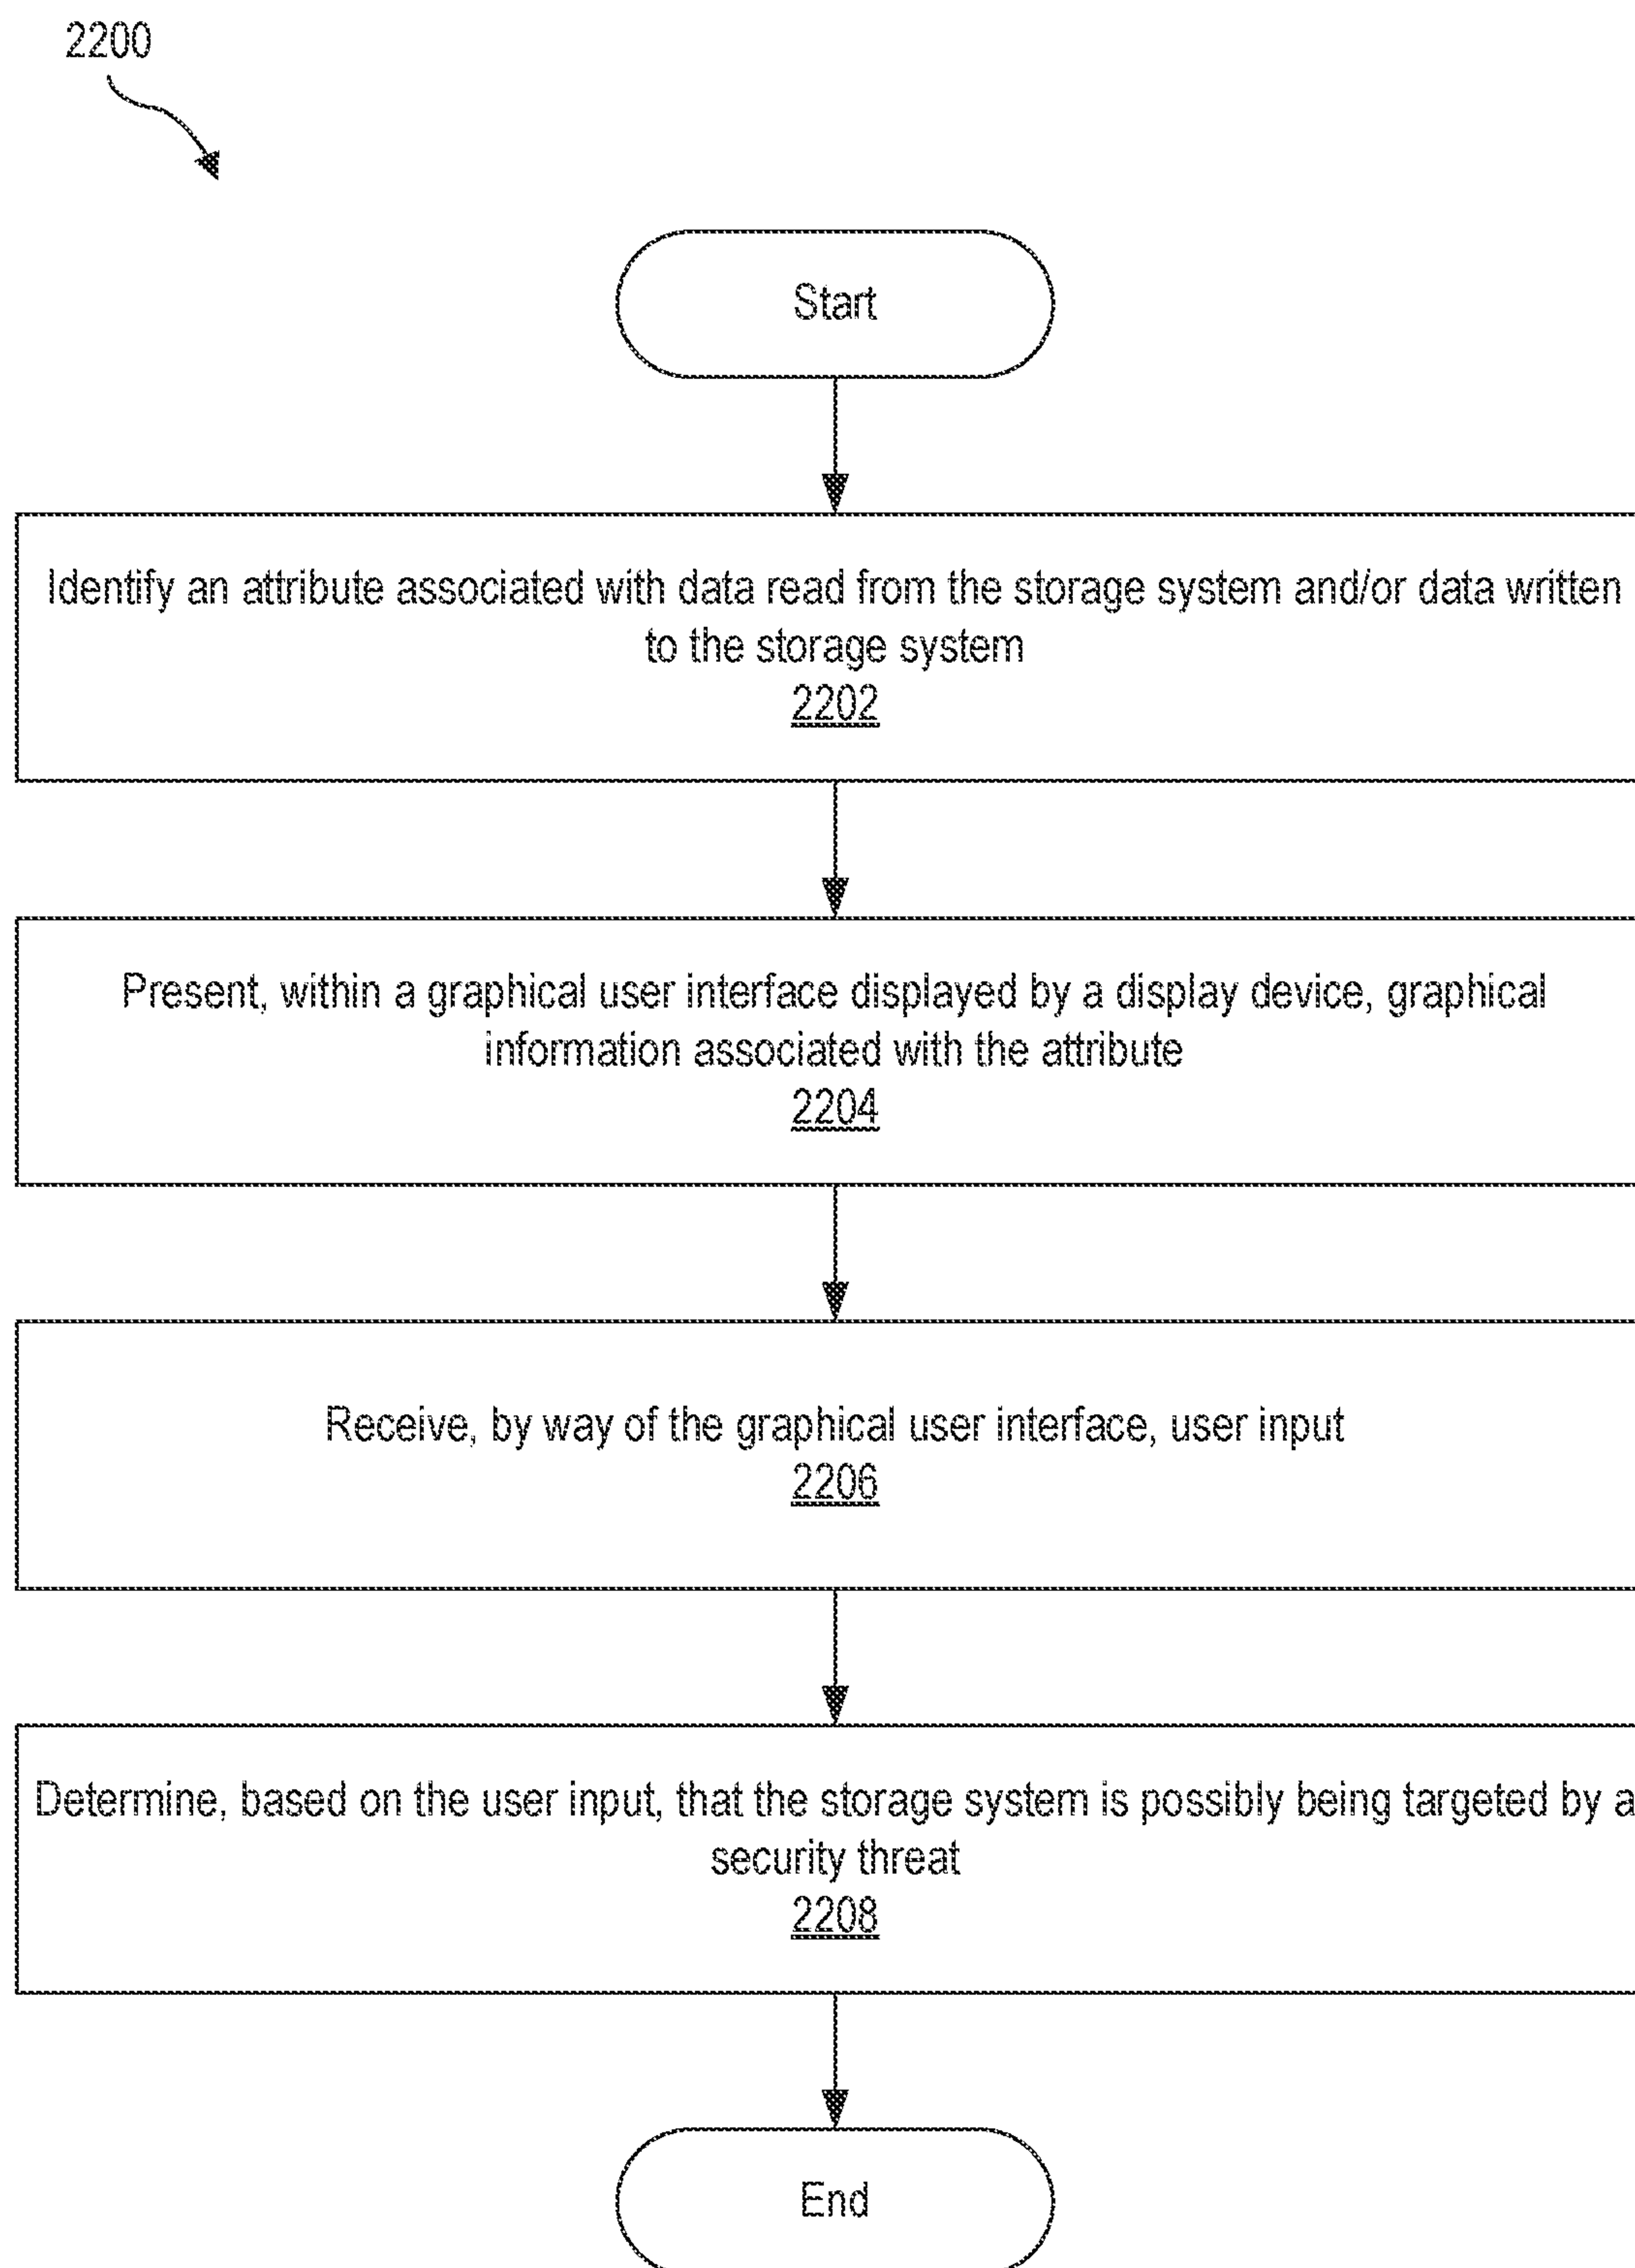 2200
Start
Identify an attribute associated with data read from the storage system and/or data written
to the storage system
2202
Present, within a graphical user interface displayed by a display device, graphical
information associated with the attribute
2204
Receive, by way of the graphical user interface, user input
2206
Determine, based on the user input, that the storage system is possibly being targeted by a
security threat
2208
End